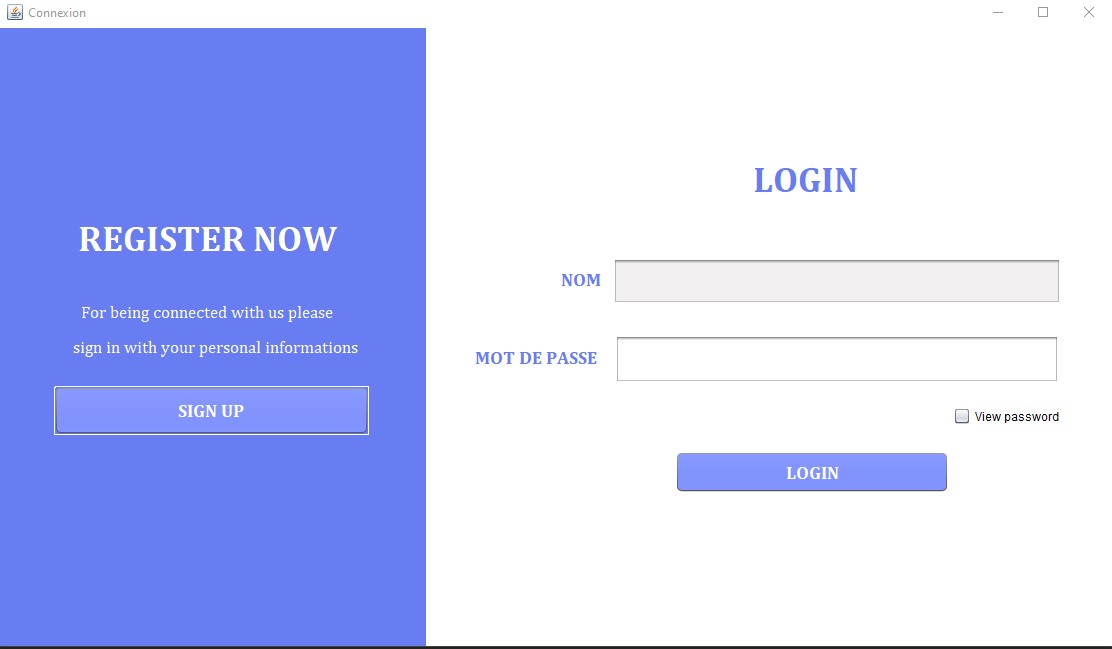 Connexion
REGISTER NOW
For being connected with us please
sign in with your personal informations
SIGN UP
LOGIN
NOM
MOT DE PASSE
View password
LOGIN